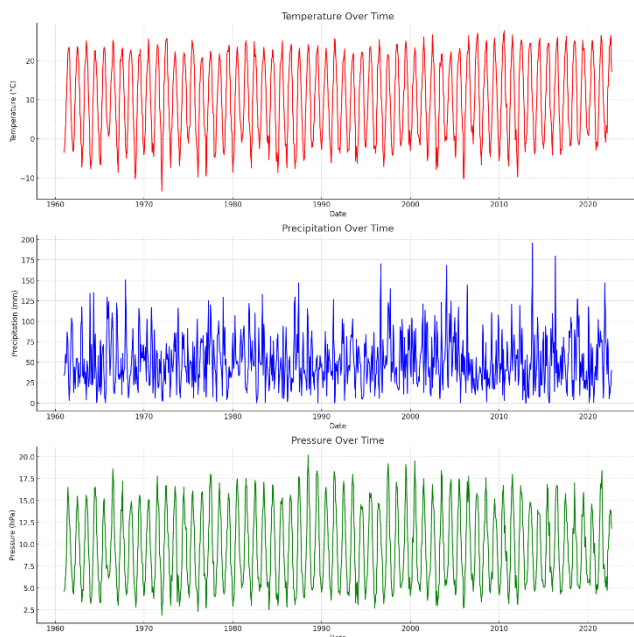 Temperature Over Time
Temperature (°C)
20
10
0
−10
1960 1970 1980 1990 2000 2010 2020
Date
Precipitation Over Time
Precipitation (mm)
200
175
150
125
100
75
50
25
0
1960 1970 1980 1990 2000 2010 2020
Date
Pressure Over Time
Pressure (hPa)
20.0
17.5
15.0
12.5
10.0
7.5
5.0
2.5
1960 1970 1980 1990 2000 2010 2020
Date